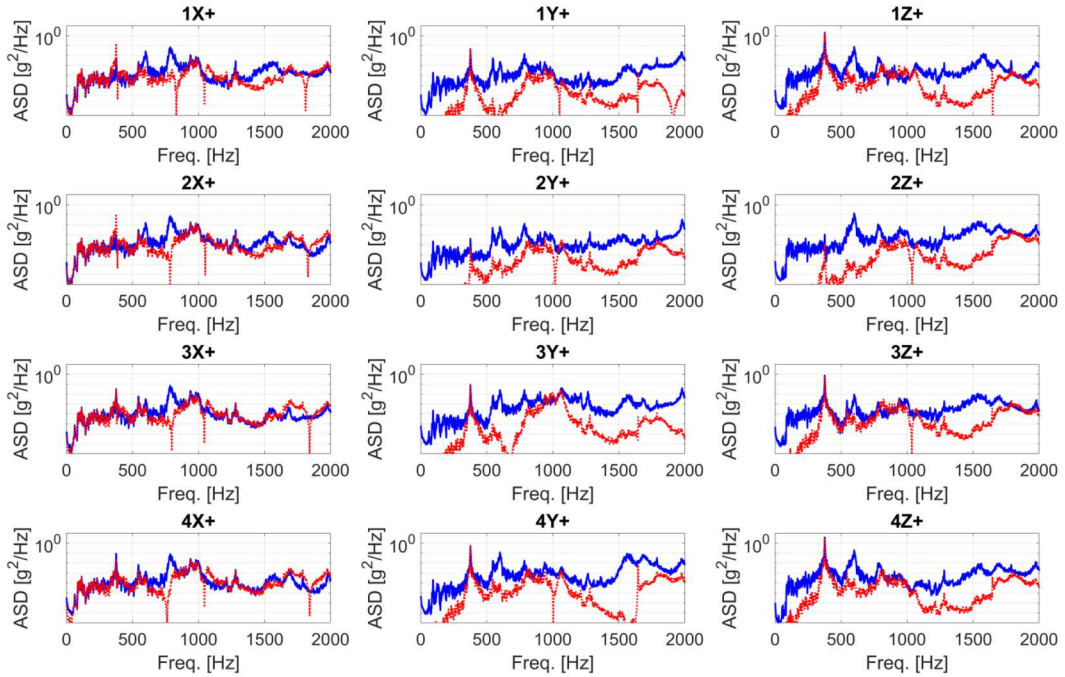 1X+ 1Y+ 1Z+
ASD [g²/Hz] 10⁰ ASD [g²/Hz] 10⁰ ASD [g²/Hz] 10⁰
0 500 1000 1500 2000 0 500 1000 1500 2000 0 500 1000 1500 2000
Freq. [Hz] Freq. [Hz] Freq. [Hz]
2X+ 2Y+ 2Z+
ASD [g²/Hz] 10⁰ ASD [g²/Hz] 10⁰ ASD [g²/Hz] 10⁰
0 500 1000 1500 2000 0 500 1000 1500 2000 0 500 1000 1500 2000
Freq. [Hz] Freq. [Hz] Freq. [Hz]
3X+ 3Y+ 3Z+
ASD [g²/Hz] 10⁰ ASD [g²/Hz] 10⁰ ASD [g²/Hz] 10⁰
0 500 1000 1500 2000 0 500 1000 1500 2000 0 500 1000 1500 2000
Freq. [Hz] Freq. [Hz] Freq. [Hz]
4X+ 4Y+ 4Z+
ASD [g²/Hz] 10⁰ ASD [g²/Hz] 10⁰ ASD [g²/Hz] 10⁰
0 500 1000 1500 2000 0 500 1000 1500 2000 0 500 1000 1500 2000
Freq. [Hz] Freq. [Hz] Freq. [Hz]